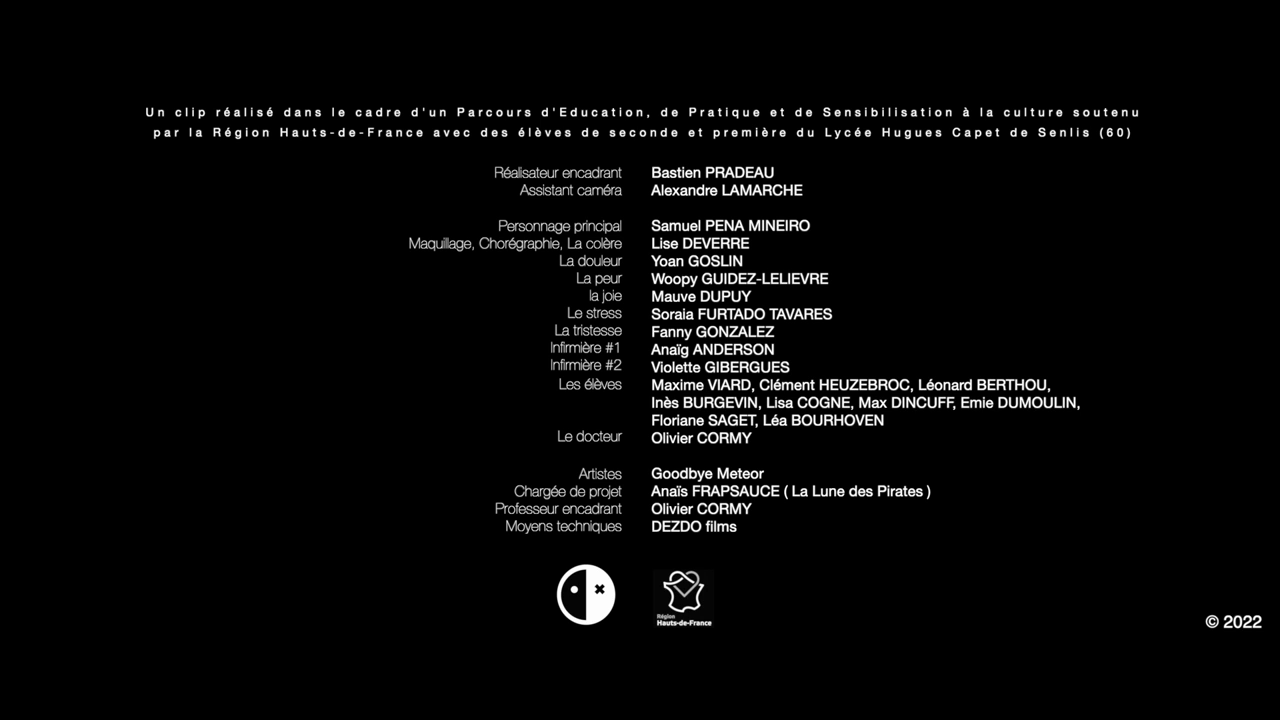 Un clip réalisé dans le cadre d'un Parcours d'Education, de Pratique et de Sensibilisation à la culture soutenu
par la Région Hauts-de-France avec des élèves de seconde et première du Lycée Hugues Capet de Senlis (60)
Réalisateur encadrant Bastien PRADEAU
Assistant caméra Alexandre LAMARCHE
Personnage principal Samuel PENA MINEIRO
Maquillage, Chorégraphie, La colère Lise DEVERRE
La douleur Yoan GOSLIN
La peur Woopy GUIDEZ-LELIEVRE
la joie Mauve DUPUY
Le stress Soraia FURTADO TAVARES
La tristesse Fanny GONZALEZ
Infirmière #1 Anaïg ANDERSON
Infirmière #2 Violette GIBERGUES
Les élèves Maxime VIARD, Clément HEUZEBROC, Léonard BERTHOU,
Inès BURGEVIN, Lisa COGNE, Max DINCUFF, Emie DUMOULIN,
Floriane SAGET, Léa BOURHOVEN
Le docteur Olivier CORMY
Artistes Goodbye Meteor
Chargée de projet Anaïs FRAPSAUCE ( La Lune des Pirates )
Professeur encadrant Olivier CORMY
Moyens techniques DEZDO films
Région
Hauts-de-France
© 2022